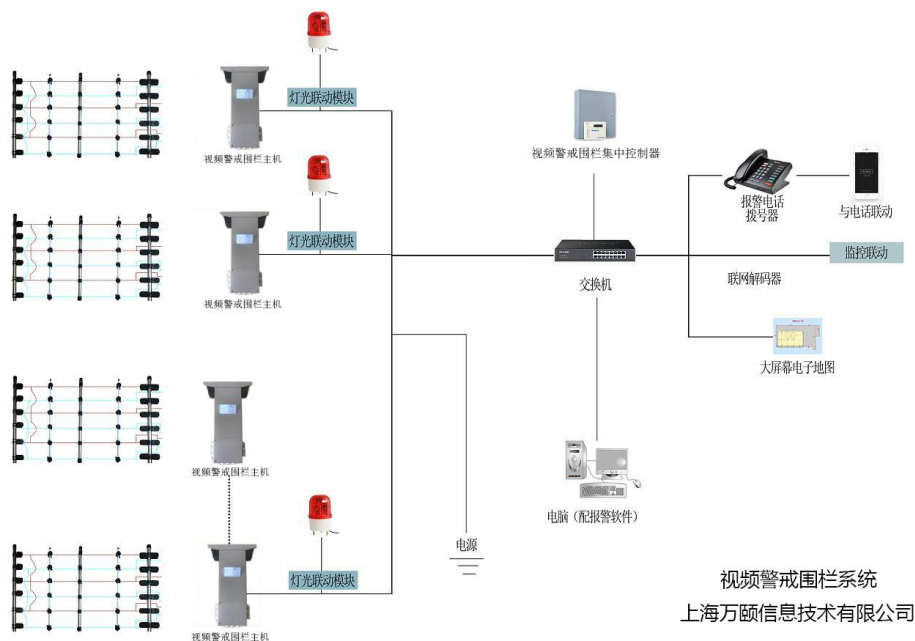 灯光联动模块
视频警戒围栏主机
视频警戒围栏集中控制器
灯光联动模块
视频警戒围栏主机
报警电话
拨号器
与电话联动
交换机
联网解码器
监控联动
大屏幕电子地图
视频警戒围栏主机
电脑（配报警软件）
灯光联动模块
视频警戒围栏主机
电源
视频警戒围栏系统
上海万颐信息技术有限公司